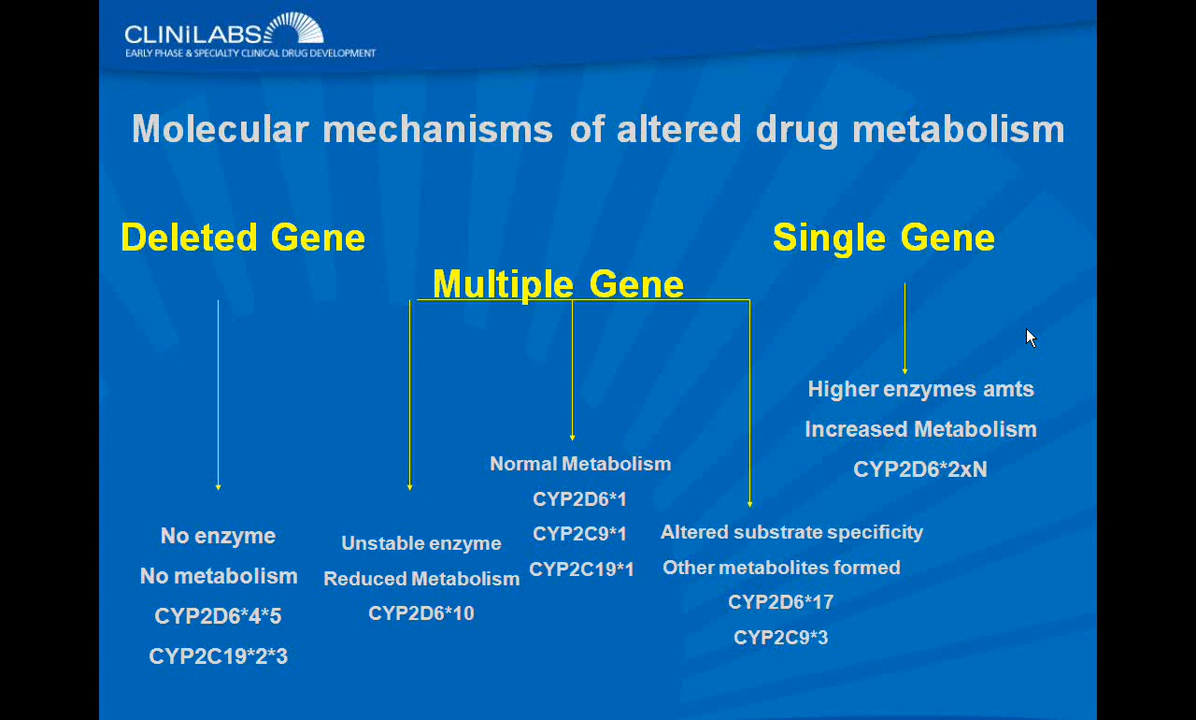 CLINiLABS
EARLY PHASE & SPECIALTY CLINICAL DRUG DEVELOPMENT
Molecular mechanisms of altered drug metabolism
Deleted Gene
No enzyme
No metabolism
CYP2D6*4*5
CYP2C19*2*3
Multiple Gene
Unstable enzyme
Reduced Metabolism
CYP2D6*10
Normal Metabolism
CYP2D6*1
CYP2C9*1
CYP2C19*1
Altered substrate specificity
Other metabolites formed
CYP2D6*17
CYP2C9*3
Single Gene
Higher enzymes amts
Increased Metabolism
CYP2D6*2xN